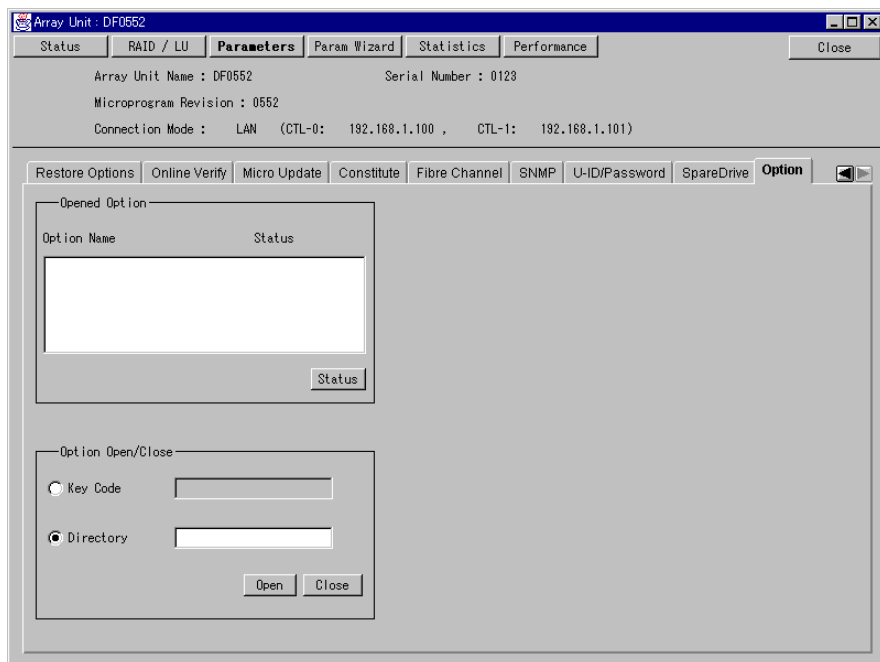 Array Unit : DF0552
Status RAID / LU Parameters Param Wizard Statistics Performance Close
Array Unit Name : DF0552 Serial Number : 0123
Microprogram Revision : 0552
Connection Mode : LAN (CTL-0: 192.168.1.100 , CTL-1: 192.168.1.101)
Restore Options Online Verify Micro Update Constitute Fibre Channel SNMP U-ID/Password SpareDrive Option
Opened Option
Option Name Status
Status
Option Open/Close
Key Code
Directory
Open Close